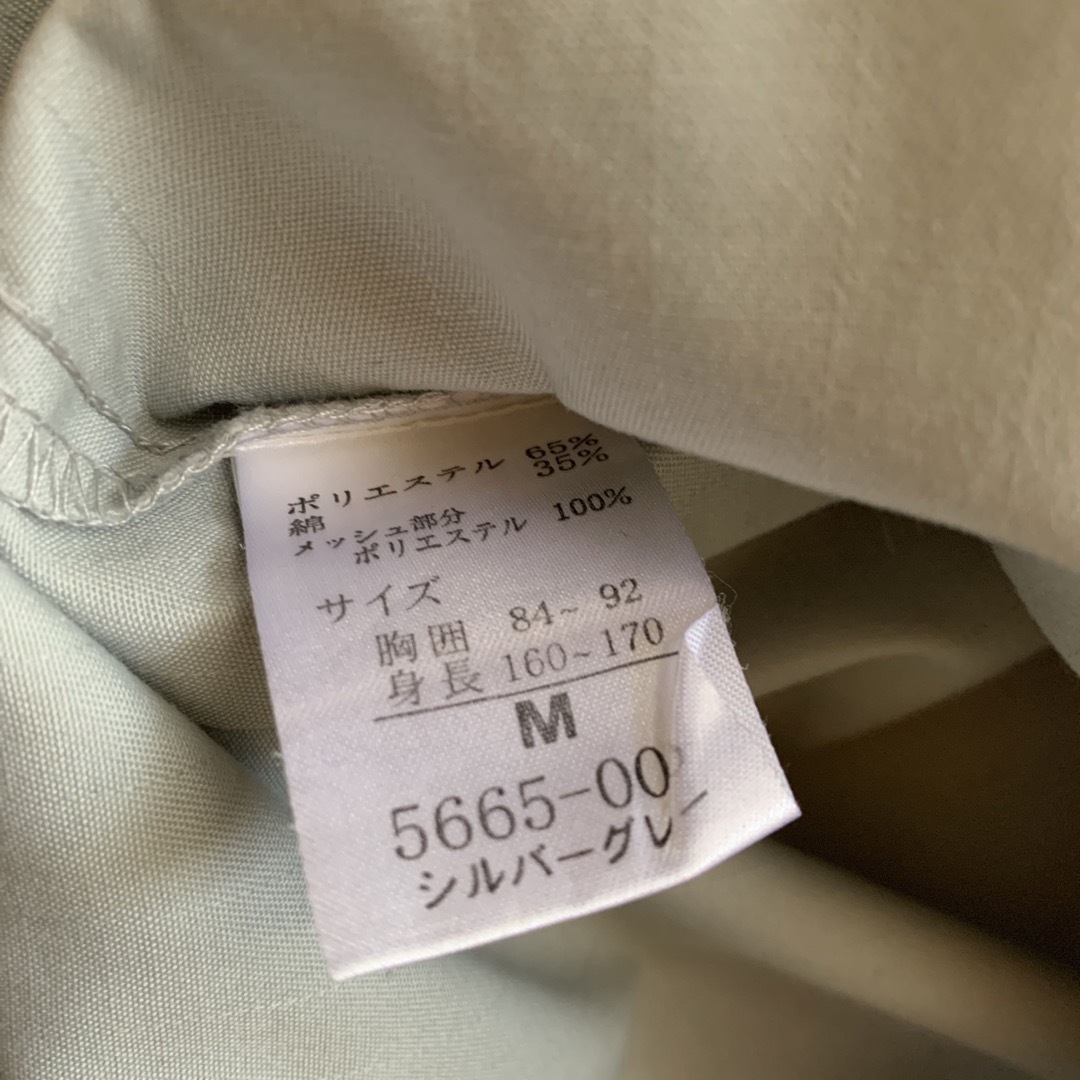 ポリエステル 65%
綿 35%
メッシュ部分
ポリエステル 100%
サイズ
胸囲 84~92
身長 160~170
M
5665-00
シルバーグレー